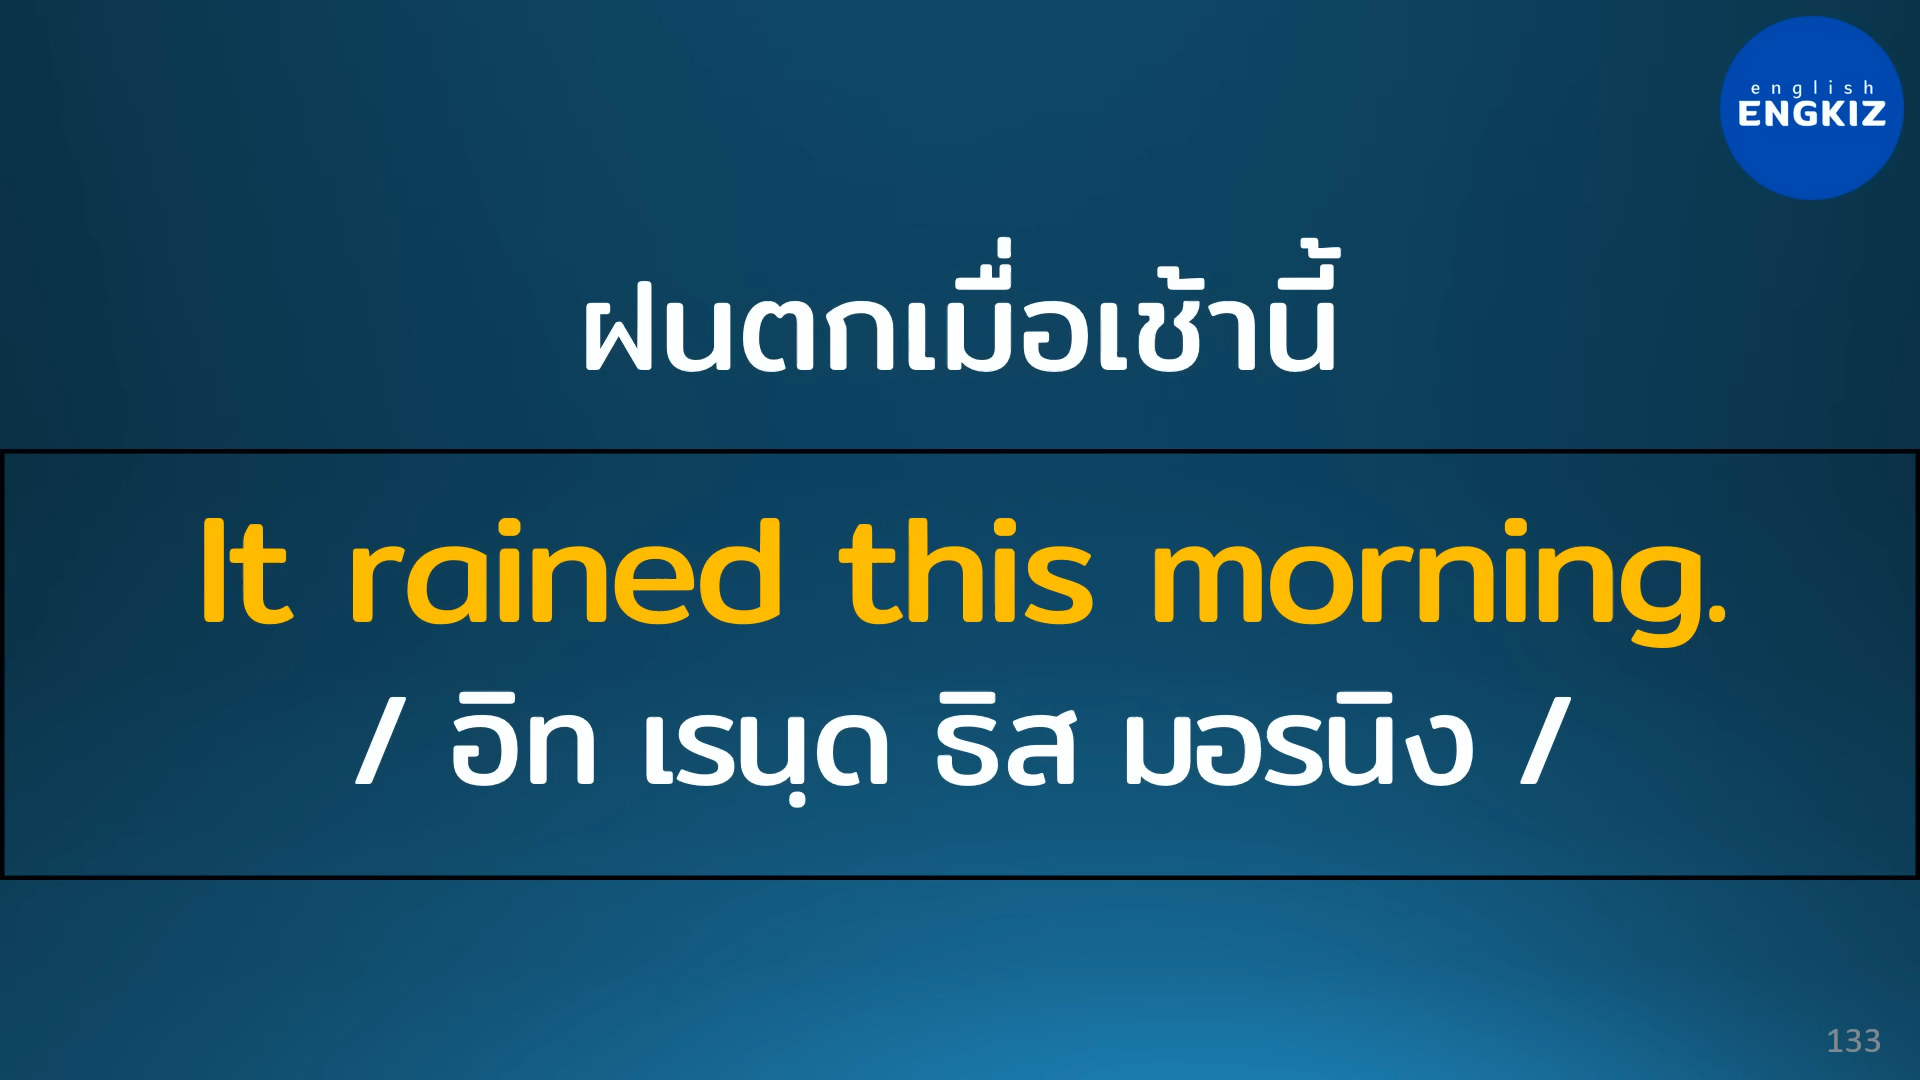 english
ENGKIZ
ฝนตกเมื่อเช้านี้
It rained this morning.
/ อิท เรนฺด ธิส มอรนิง /
133